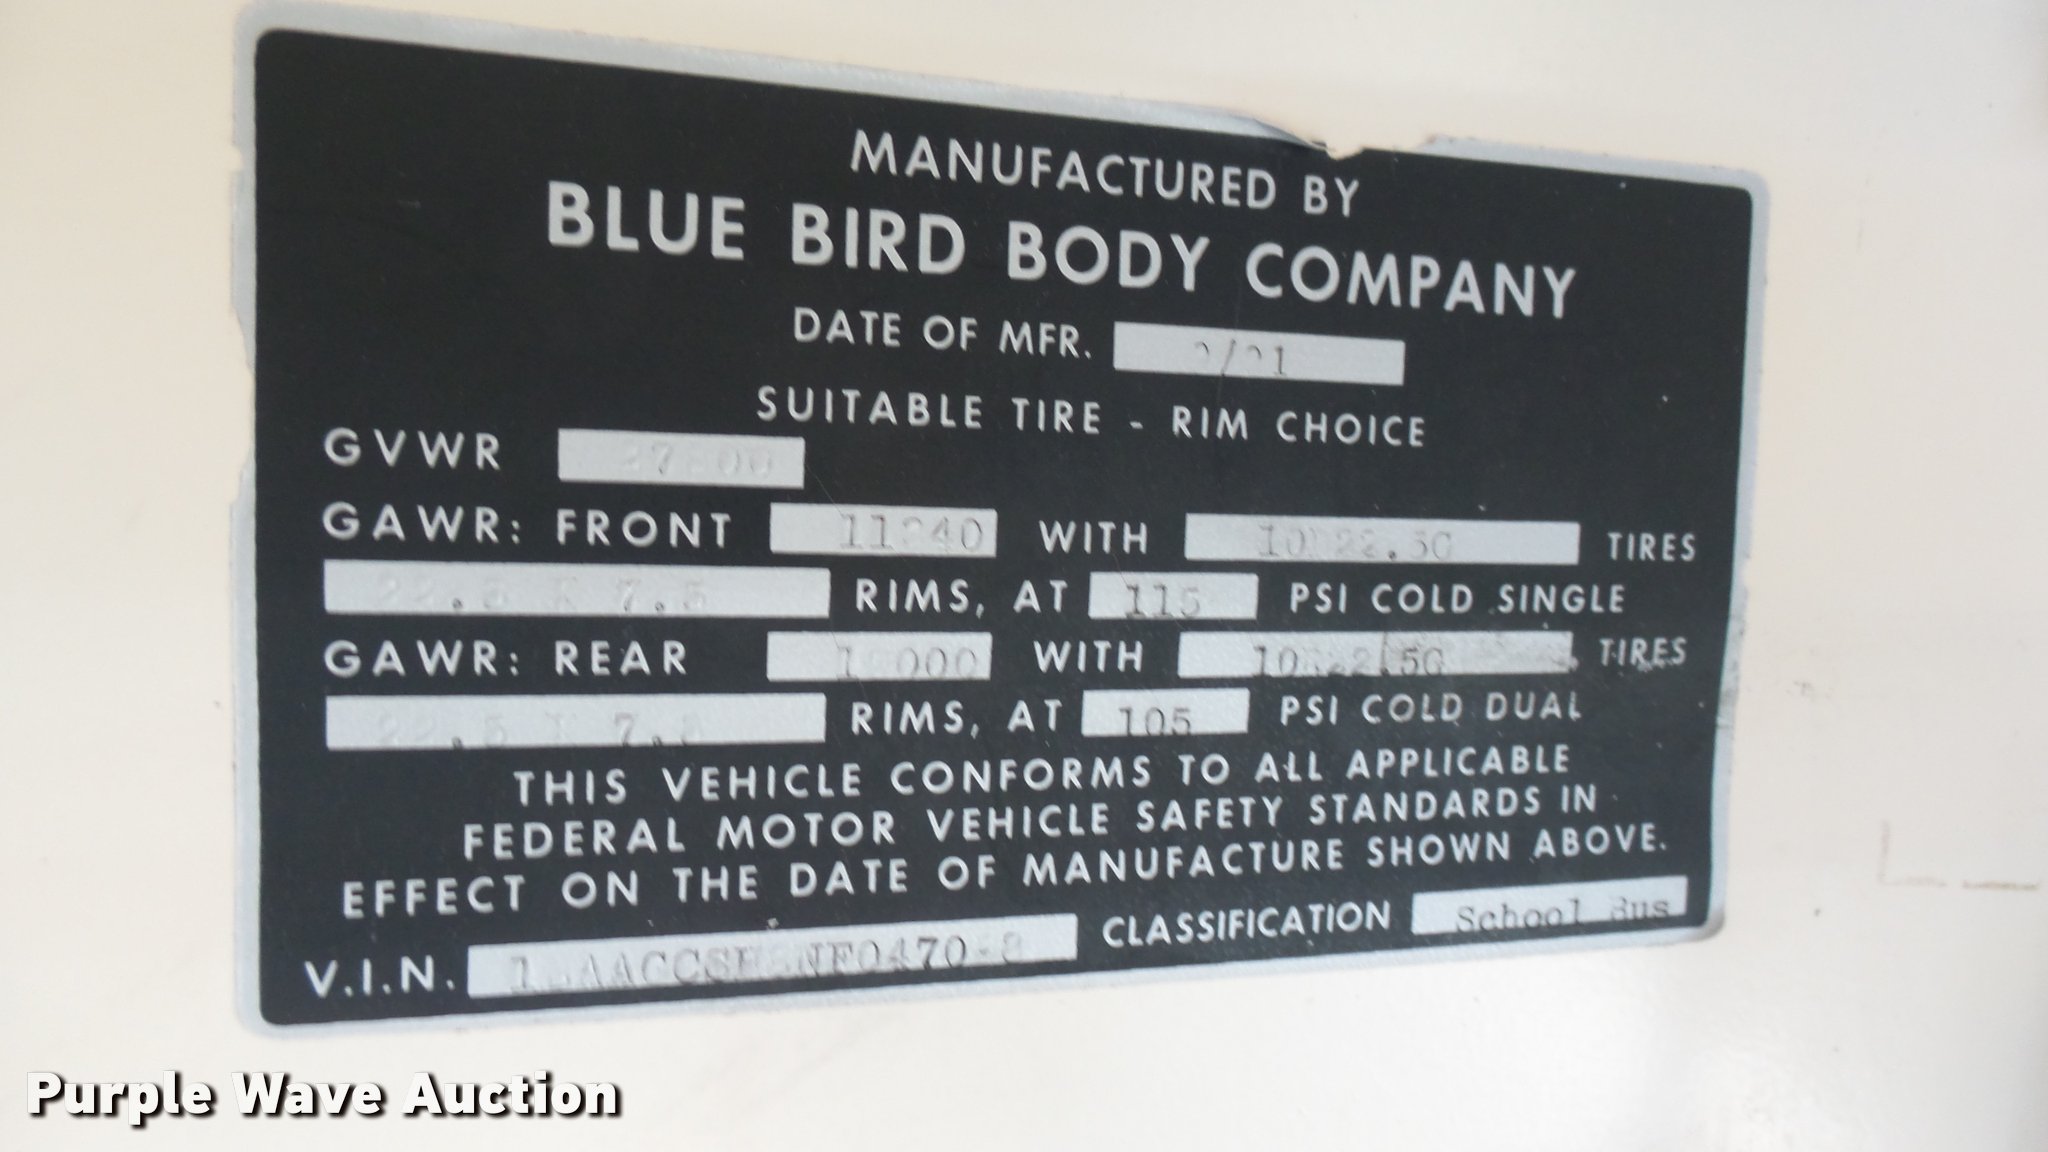 MANUFACTURED BY
BLUE BIRD BODY COMPANY
DATE OF MFR.
SUITABLE TIRE - RIM CHOICE
GVWR
GAWR: FRONT WITH TIRES
RIMS, AT 115 PSI COLD SINGLE
GAWR: REAR WITH TIRES
RIMS, AT 105 PSI COLD DUAL
THIS VEHICLE CONFORMS TO ALL APPLICABLE
FEDERAL MOTOR VEHICLE SAFETY STANDARDS IN
EFFECT ON THE DATE OF MANUFACTURE SHOWN ABOVE.
V.I.N. CLASSIFICATION School Bus
Purple Wave Auction